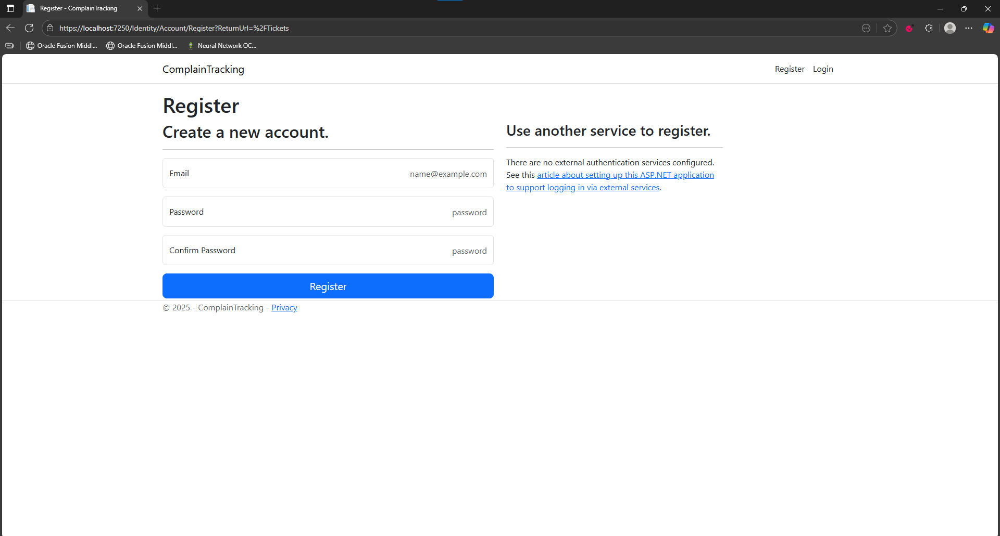 Register - ComplainTracking
https://localhost:7250/Identity/Account/Register?ReturnUrl=%2FTickets
Oracle Fusion Middl... Oracle Fusion Middl... Neural Network OC...
ComplainTracking Register Login
Register
Create a new account.
Email name@example.com
Password password
Confirm Password password
Register
Use another service to register.
There are no external authentication services configured.
See this article about setting up this ASP.NET application
to support logging in via external services.
© 2025 - ComplainTracking - Privacy